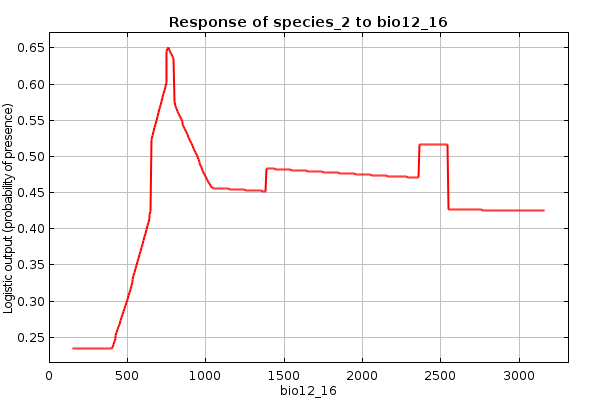 Response of species_2 to bio12_16
Logistic output (probability of presence)
0.65
0.60
0.55
0.50
0.45
0.40
0.35
0.30
0.25
0 500 1000 1500 2000 2500 3000
bio12_16